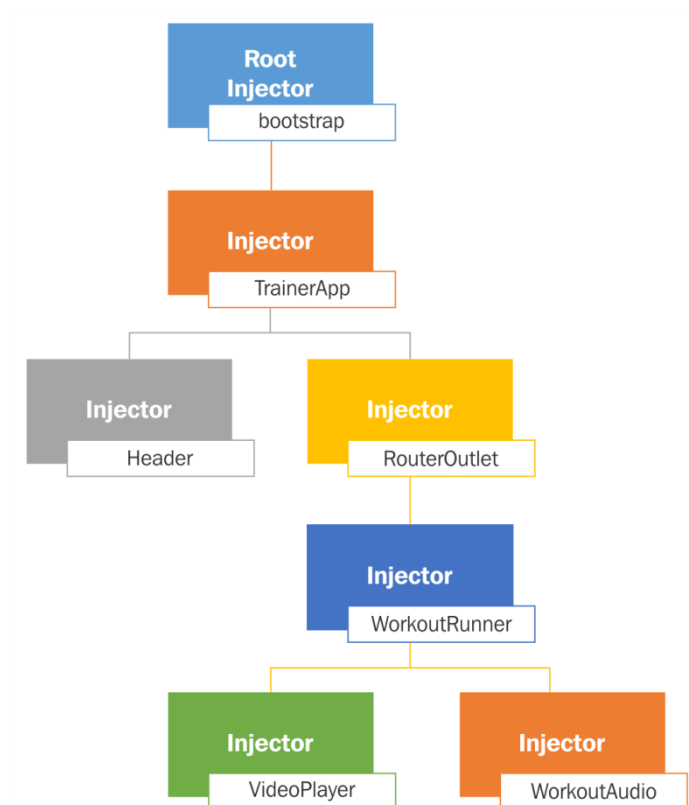 Root
Injector
bootstrap
Injector
TrainerApp
Injector
Header
Injector
RouterOutlet
Injector
WorkoutRunner
Injector
VideoPlayer
Injector
WorkoutAudio